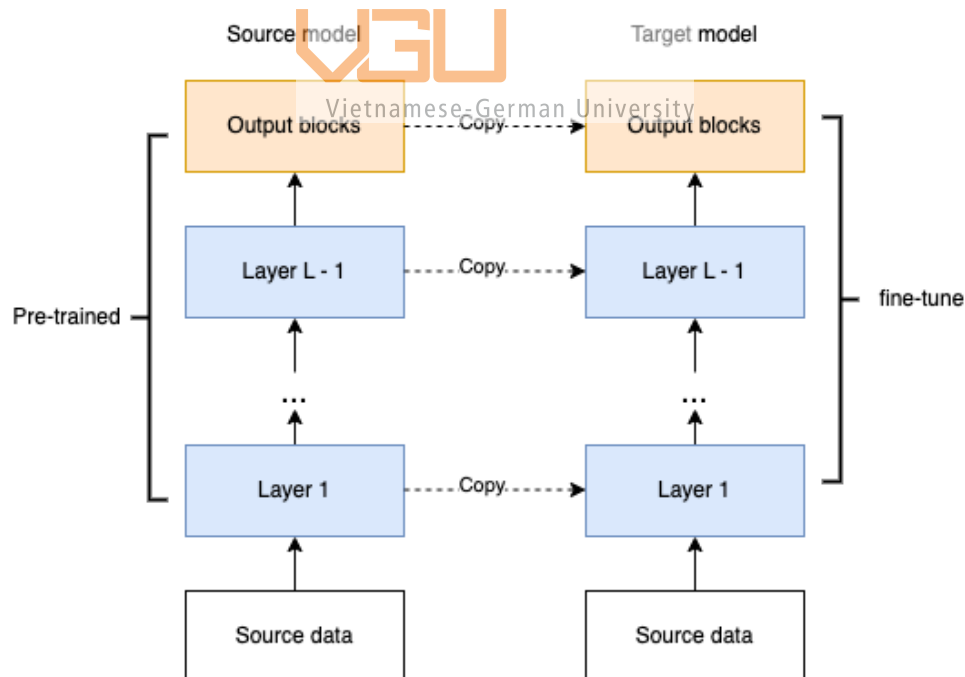 Source model
Target model
VGU
Vietnamese-German University
Output blocks
Copy
Output blocks
Layer L - 1
Copy
Layer L - 1
Pre-trained
fine-tune
...
...
Layer 1
Copy
Layer 1
Source data
Source data